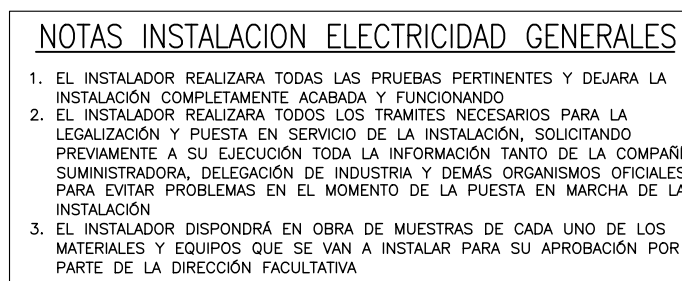 NOTAS INSTALACION ELECTRICIDAD GENERALES
1. EL INSTALADOR REALIZARA TODAS LAS PRUEBAS PERTINENTES Y DEJARA LA
INSTALACIÓN COMPLETAMENTE ACABADA Y FUNCIONANDO
2. EL INSTALADOR REALIZARA TODOS LOS TRAMITES NECESARIOS PARA LA
LEGALIZACIÓN Y PUESTA EN SERVICIO DE LA INSTALACIÓN, SOLICITANDO
PREVIAMENTE A SU EJECUCIÓN TODA LA INFORMACIÓN TANTO DE LA COMPAÑÍ
SUMINISTRADORA, DELEGACIÓN DE INDUSTRIA Y DEMÁS ORGANISMOS OFICIALES
PARA EVITAR PROBLEMAS EN EL MOMENTO DE LA PUESTA EN MARCHA DE LA
INSTALACIÓN
3. EL INSTALADOR DISPONDRÁ EN OBRA DE MUESTRAS DE CADA UNO DE LOS
MATERIALES Y EQUIPOS QUE SE VAN A INSTALAR PARA SU APROBACIÓN POR
PARTE DE LA DIRECCIÓN FACULTATIVA